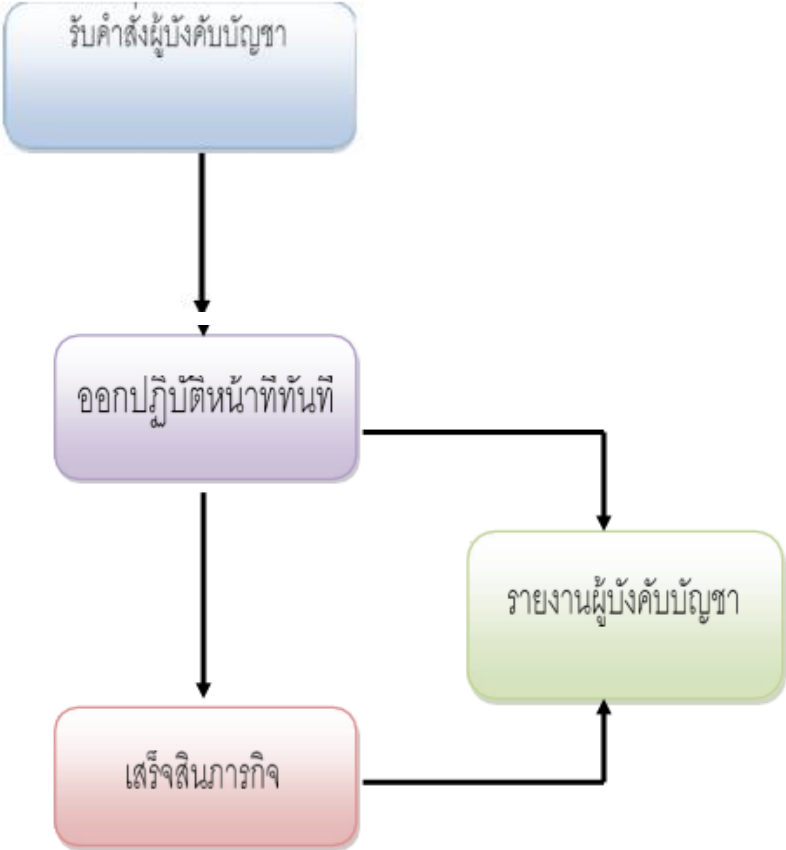 รับคำสั่งผู้บังคับบัญชา
ออกปฏิบัติหน้าที่ทันที
รายงานผู้บังคับบัญชา
เสร็จสินภารกิจ